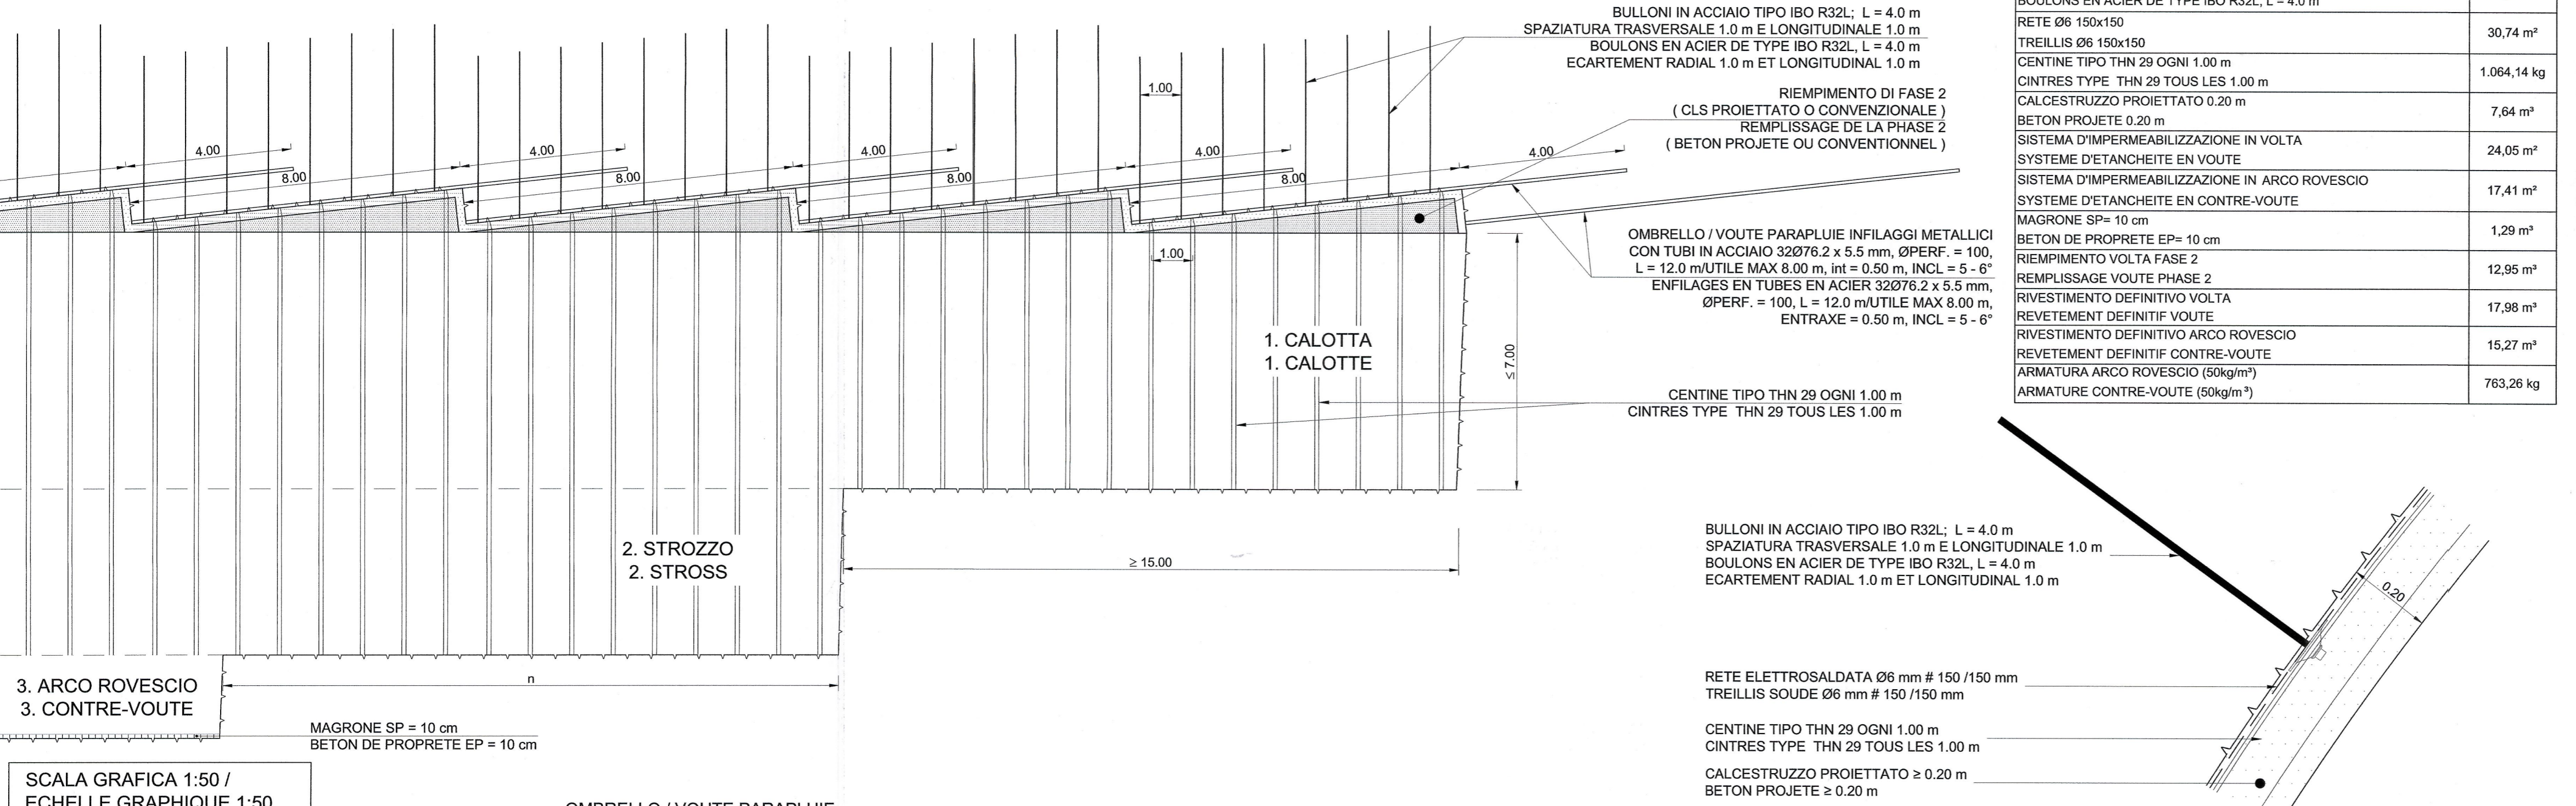 BULLONI IN ACCIAIO TIPO IBO R32L; L = 4.0 m
SPAZIATURA TRASVERSALE 1.0 m E LONGITUDINALE 1.0 m
BOULONS EN ACIER DE TYPE IBO R32L, L = 4.0 m
ECARTEMENT RADIAL 1.0 m ET LONGITUDINAL 1.0 m
RIEMPIMENTO DI FASE 2
( CLS PROIETTATO O CONVENZIONALE )
REMPLISSAGE DE LA PHASE 2
( BETON PROJETE OU CONVENTIONNEL )
1.00
4.00
4.00
4.00
4.00
4.00
8.00
8.00
8.00
8.00
1.00
OMBRELLO / VOUTE PARAPLUIE INFILAGGI METALLICI
CON TUBI IN ACCIAIO 32Ø76.2 x 5.5 mm, ØPERF. = 100,
L = 12.0 m/UTILE MAX 8.00 m, int = 0.50 m, INCL = 5 - 6°
ENFILAGES EN TUBES EN ACIER 32Ø76.2 x 5.5 mm,
ØPERF. = 100, L = 12.0 m/UTILE MAX 8.00 m,
ENTRAXE = 0.50 m, INCL = 5 - 6°
1. CALOTTA
1. CALOTTE
≤ 7.00
CENTINE TIPO THN 29 OGNI 1.00 m
CINTRES TYPE THN 29 TOUS LES 1.00 m
2. STROZZO
2. STROSS
≥ 15.00
3. ARCO ROVESCIO
3. CONTRE-VOUTE
n
MAGRONE SP = 10 cm
BETON DE PROPRETE EP = 10 cm
SCALA GRAFICA 1:50 /
ECHELLE GRAPHIQUE 1:50
OMBRELLO / VOUTE PARAPLUIE
BOULONS EN ACIER DE TYPE IBO R32L, L = 4.0 m
RETE Ø6 150x150
TREILLIS Ø6 150x150
30,74 m²
CENTINE TIPO THN 29 OGNI 1.00 m
CINTRES TYPE THN 29 TOUS LES 1.00 m
1.064,14 kg
CALCESTRUZZO PROIETTATO 0.20 m
BETON PROJETE 0.20 m
7,64 m³
SISTEMA D'IMPERMEABILIZZAZIONE IN VOLTA
SYSTEME D'ETANCHEITE EN VOUTE
24,05 m²
SISTEMA D'IMPERMEABILIZZAZIONE IN ARCO ROVESCIO
SYSTEME D'ETANCHEITE EN CONTRE-VOUTE
17,41 m²
MAGRONE SP= 10 cm
BETON DE PROPRETE EP= 10 cm
1,29 m³
RIEMPIMENTO VOLTA FASE 2
REMPLISSAGE VOUTE PHASE 2
12,95 m³
RIVESTIMENTO DEFINITIVO VOLTA
REVETEMENT DEFINITIF VOUTE
17,98 m³
RIVESTIMENTO DEFINITIVO ARCO ROVESCIO
REVETEMENT DEFINITIF CONTRE-VOUTE
15,27 m³
ARMATURA ARCO ROVESCIO (50kg/m³)
ARMATURE CONTRE-VOUTE (50kg/m³)
763,26 kg
BULLONI IN ACCIAIO TIPO IBO R32L; L = 4.0 m
SPAZIATURA TRASVERSALE 1.0 m E LONGITUDINALE 1.0 m
BOULONS EN ACIER DE TYPE IBO R32L, L = 4.0 m
ECARTEMENT RADIAL 1.0 m ET LONGITUDINAL 1.0 m
0.20
RETE ELETTROSALDATA Ø6 mm # 150 /150 mm
TREILLIS SOUDE Ø6 mm # 150 /150 mm
CENTINE TIPO THN 29 OGNI 1.00 m
CINTRES TYPE THN 29 TOUS LES 1.00 m
CALCESTRUZZO PROIETTATO ≥ 0.20 m
BETON PROJETE ≥ 0.20 m